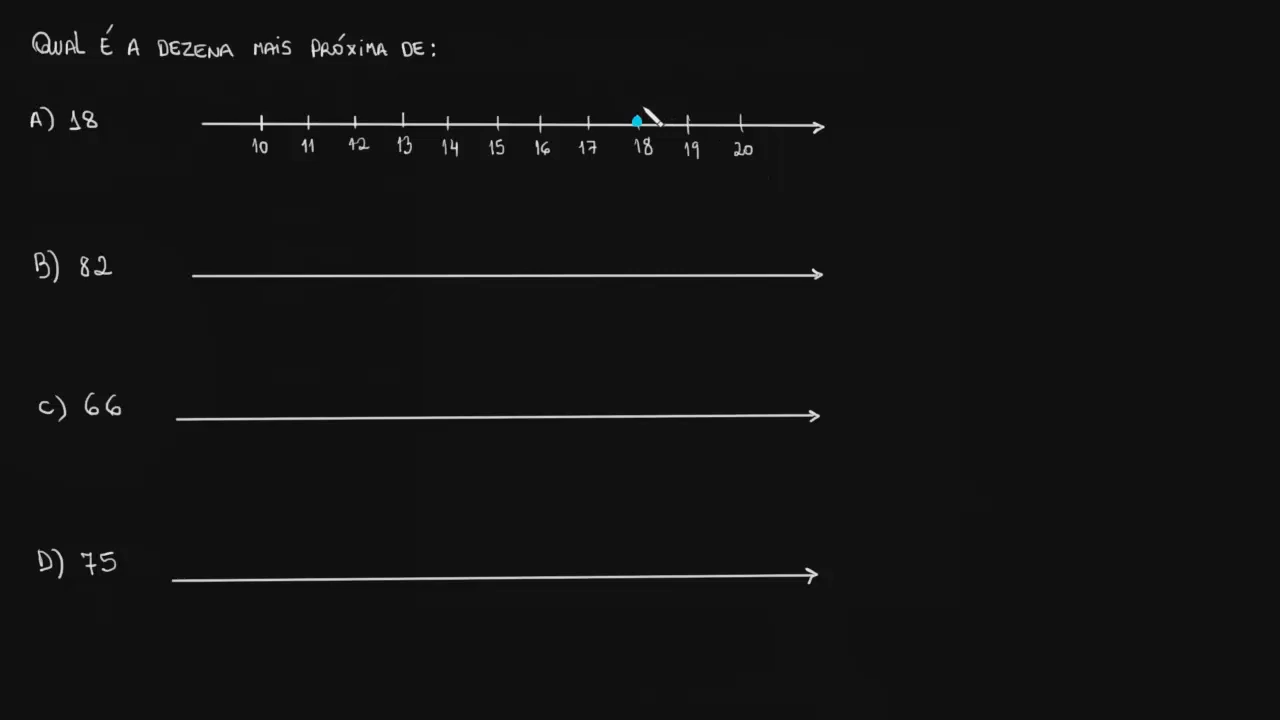 QUAL É A DEZENA MAIS PRÓXIMA DE:
A) 18
10 11 12 13 14 15 16 17 18 19 20
B) 82
C) 66
D) 75